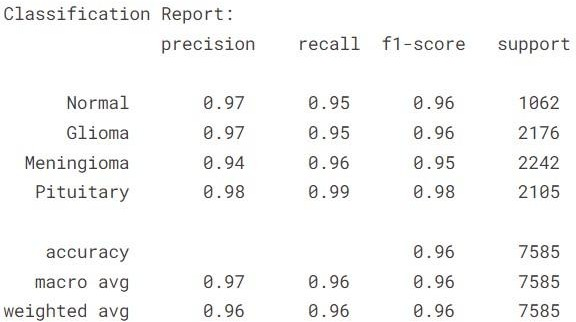 Classification Report:
precision recall f1-score support
Normal 0.97 0.95 0.96 1062
Glioma 0.97 0.95 0.96 2176
Meningioma 0.94 0.96 0.95 2242
Pituitary 0.98 0.99 0.98 2105
accuracy 0.96 7585
macro avg 0.97 0.96 0.96 7585
weighted avg 0.96 0.96 0.96 7585